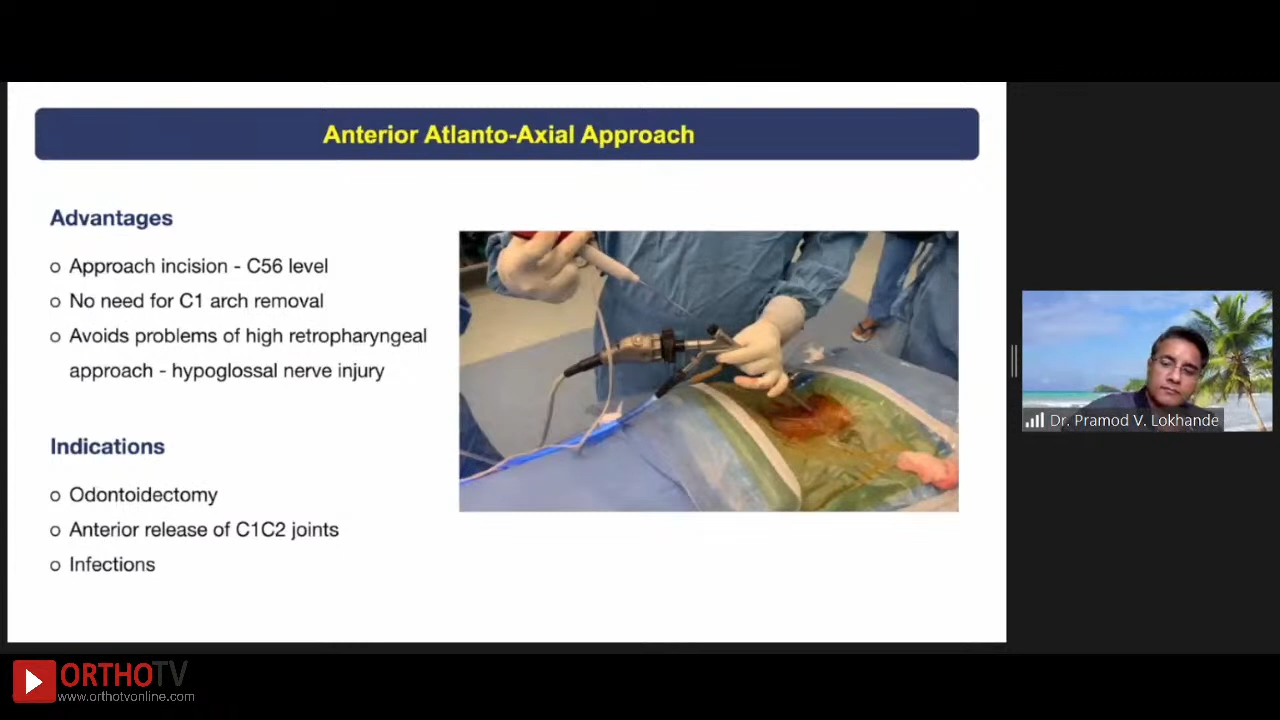 Anterior Atlanto-Axial Approach
Advantages
Approach incision - C56 level
No need for C1 arch removal
Avoids problems of high retropharyngeal
approach - hypoglossal nerve injury
Indications
Odontoidectomy
Anterior release of C1C2 joints
Infections
Dr. Pramod V. Lokhande
ORTHOTV
www.orthotvonline.com